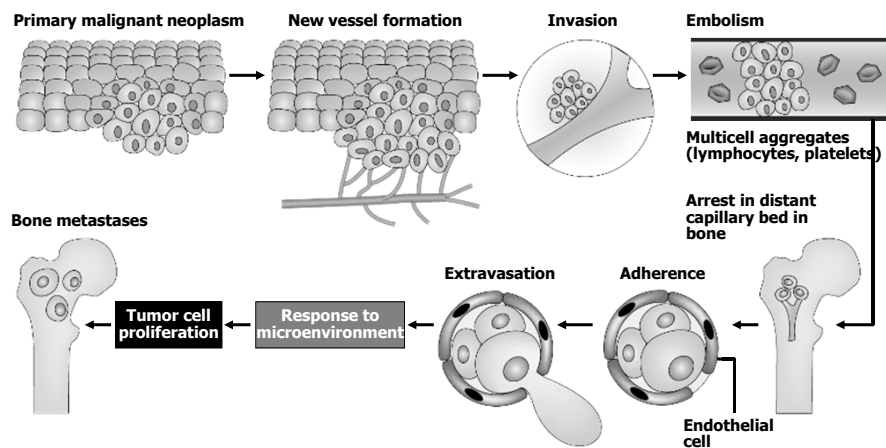 Primary malignant neoplasm
New vessel formation
Invasion
Embolism
Multicell aggregates
(lymphocytes, platelets)
Arrest in distant
capillary bed in
bone
Adherence
Endothelial
cell
Extravasation
Response to
microenvironment
Tumor cell
proliferation
Bone metastases